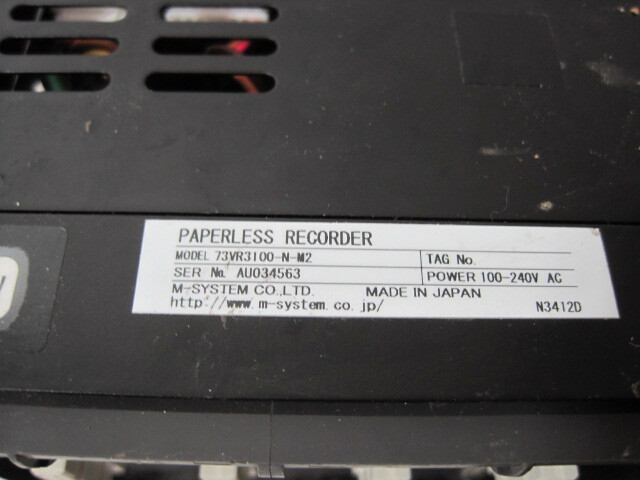 PAPERLESS RECORDER
MODEL 73VR3100-N-M2 TAG No.
SER No. AU034563 POWER 100-240V AC
M-SYSTEM CO.,LTD. MADE IN JAPAN
http://www.m-system.co.jp/ N3412D